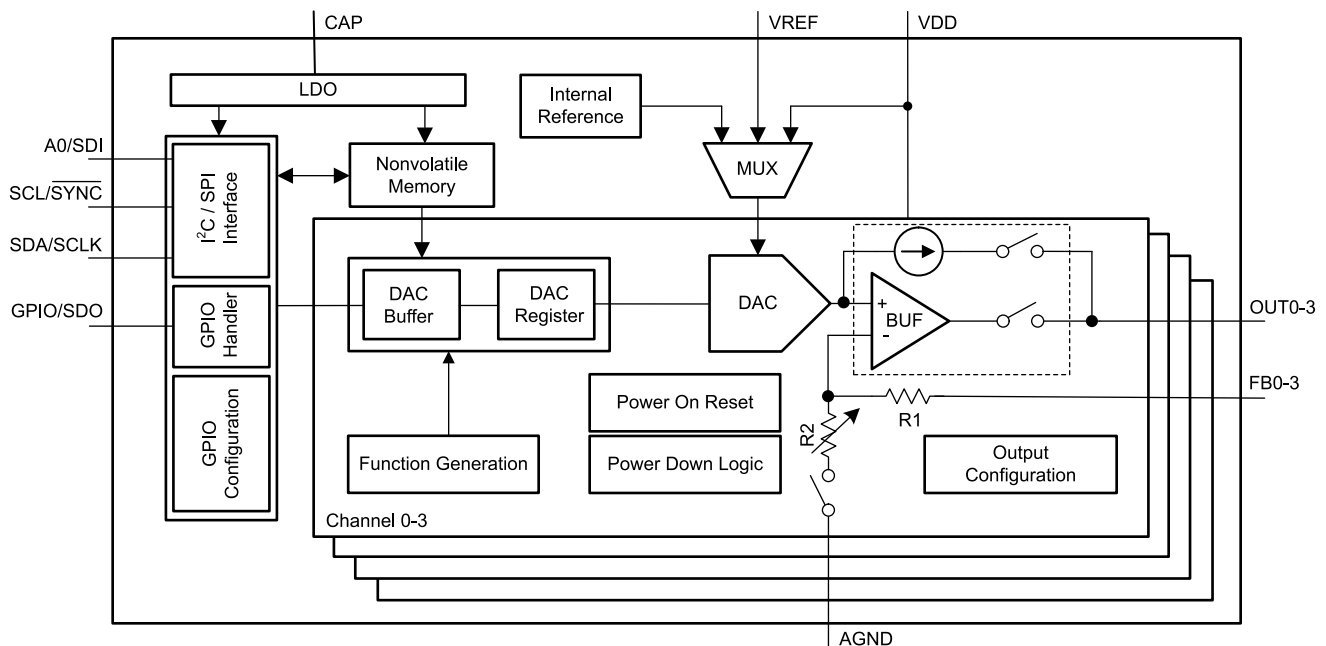 CAP
VREF
VDD
LDO
Internal
Reference
A0/SDI
SCL/SYNC
SDA/SCLK
GPIO/SDO
I²C / SPI
Interface
GPIO
Handler
GPIO
Configuration
Nonvolatile
Memory
MUX
DAC
Buffer
DAC
Register
DAC
+
BUF
-
OUT0-3
FB0-3
R1
R2
Function Generation
Power On Reset
Power Down Logic
Output
Configuration
Channel 0-3
AGND